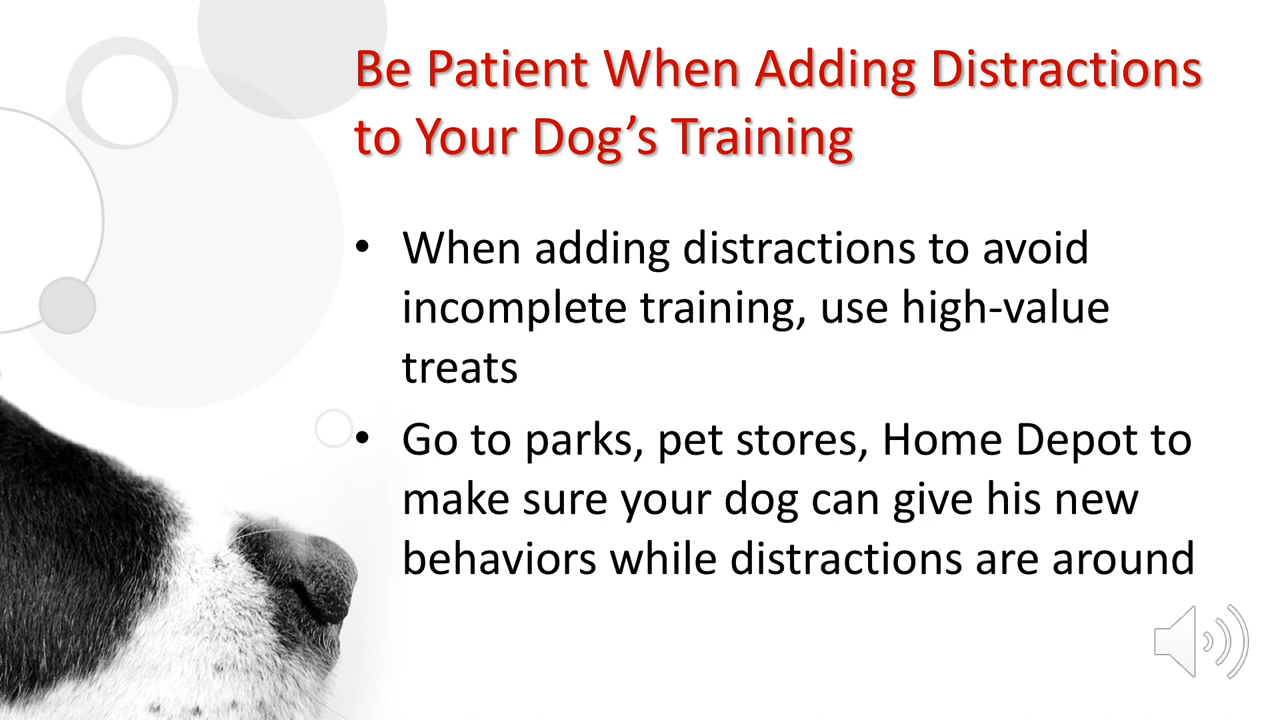 Be Patient When Adding Distractions
to Your Dog’s Training
• When adding distractions to avoid
incomplete training, use high-value
treats
• Go to parks, pet stores, Home Depot to
make sure your dog can give his new
behaviors while distractions are around